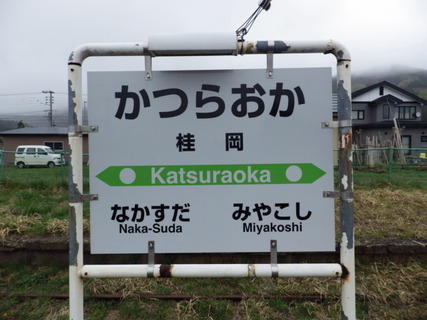 かつらおか
桂岡
Katsuraoka
なかすだ みやこし
Naka-Suda Miyakoshi